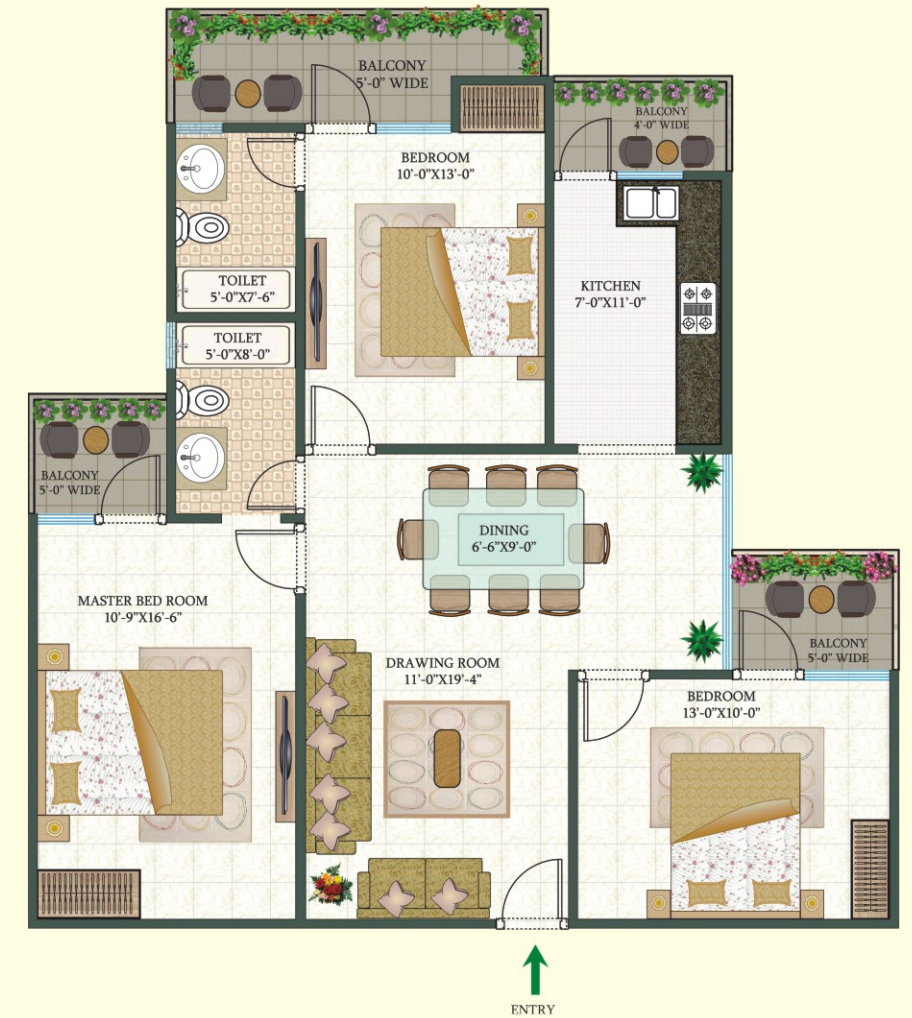 BALCONY
5'-0” WIDE
BALCONY
4'-0” WIDE
BEDROOM
10'-0”X13'-0”
TOILET
5'-0”X7'-6”
KITCHEN
7'-0”X11'-0”
TOILET
5'-0”X8'-0”
BALCONY
5'-0” WIDE
DINING
6'-6”X9'-0”
MASTER BED ROOM
10'-9”X16'-6”
BALCONY
5'-0” WIDE
DRAWING ROOM
11'-0”X19'-4”
BEDROOM
13'-0”X10'-0”
ENTRY